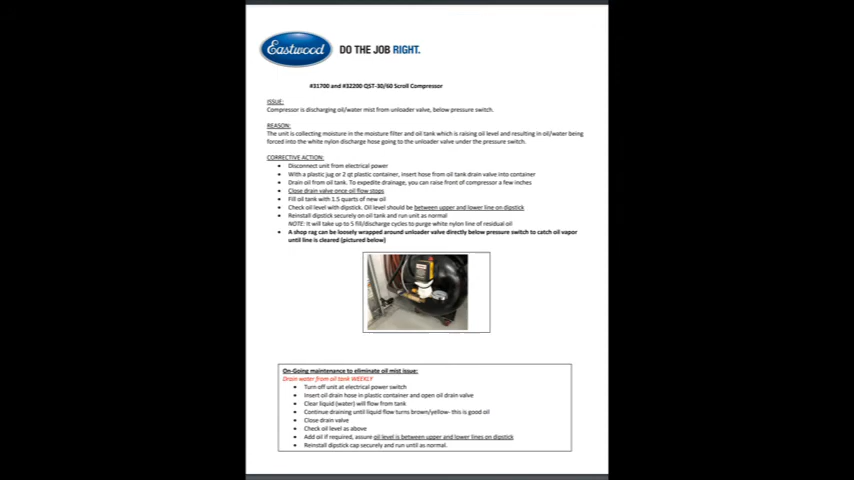 Eastwood DO THE JOB RIGHT.
#31700 and #32200 QST-30/60 Scroll Compressor
ISSUE:
Compressor is discharging oil/water mist from unloader valve, below pressure switch.
REASON:
The unit is collecting moisture in the moisture filter and oil tank which is raising oil level and resulting in oil/water being
forced into the white nylon discharge hose going to the unloader valve under the pressure switch.
CORRECTIVE ACTION:
• Disconnect unit from electrical power
• With a plastic jug or 2 qt plastic container, insert hose from oil tank drain valve into container
• Drain oil from oil tank. To expedite drainage, you can raise front of compressor a few inches
• Close drain valve once oil flow stops
• Fill oil tank with 1.5 quarts of new oil
• Check oil level with dipstick. Oil level should be between upper and lower line on dipstick
• Reinstall dipstick securely on oil tank and run unit as normal
NOTE: It will take up to 5 fill/discharge cycles to purge white nylon line of residual oil
• A shop rag can be loosely wrapped around unloader valve directly below pressure switch to catch oil vapor
until line is cleared (pictured below)
On-Going maintenance to eliminate oil mist issue:
Drain water from oil tank WEEKLY
• Turn off unit at electrical power switch
• Insert oil drain hose in plastic container and open oil drain valve
• Clear liquid (water) will flow from tank
• Continue draining until liquid flow turns brown/yellow- this is good oil
• Close drain valve
• Check oil level as above
• Add oil if required, assure oil level is between upper and lower lines on dipstick
• Reinstall dipstick cap securely and run until as normal.